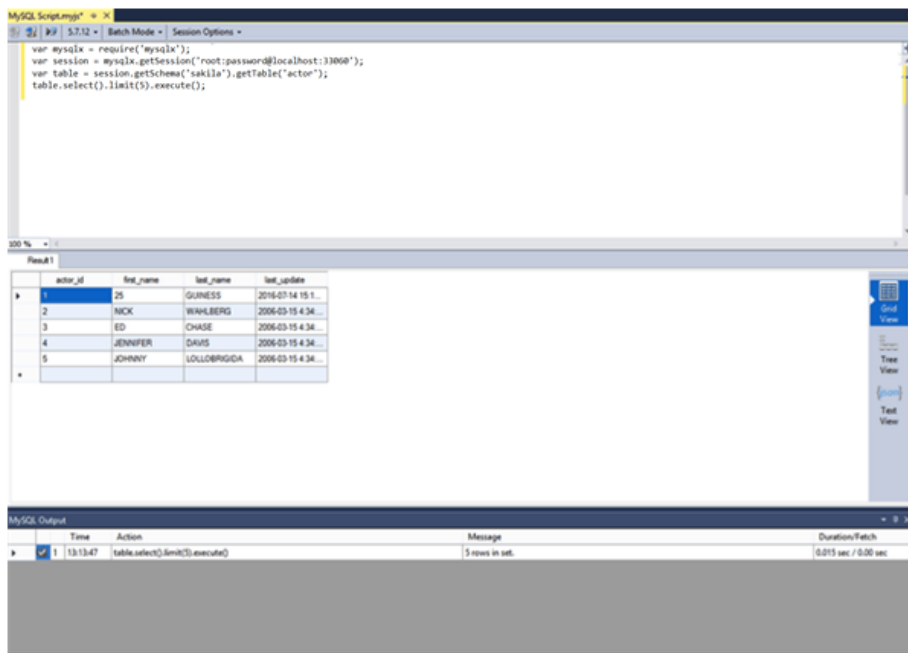 MySQL Script.myjs*
5.7.12 Batch Mode Session Options
var mysqlx = require('mysqlx');
var session = mysqlx.getSession('root:password@localhost:33060');
var table = session.getSchema('sakila').getTable("actor");
table.select().limit(5).execute();
100 %
Result1
actor_id first_name last_name last_update
1 25 GUINESS 2016-07-14 15:1...
2 NICK WAHLBERG 2006-03-15 4:34:...
3 ED CHASE 2006-03-15 4:34:...
4 JENNIFER DAVIS 2006-03-15 4:34:...
5 JOHNNY LOLLOBRIGIDA 2006-03-15 4:34:...
Grid
View
Tree
View
{json}
Text
View
MySQL Output
Time Action Message Duration/Fetch
1 13:13:47 table.select().limit(5).execute() 5 rows in set. 0.015 sec / 0.00 sec